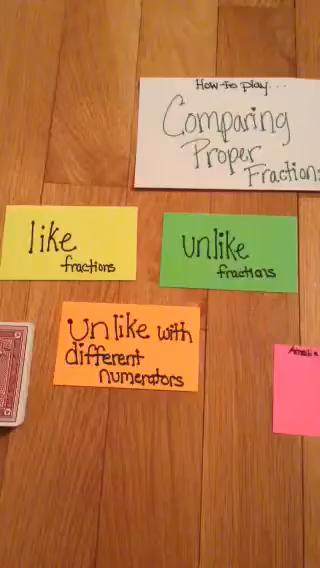 How-to play...
Comparing
Proper
Fractions
like
fractions
unlike
fractions
Unlike with
different
numerators